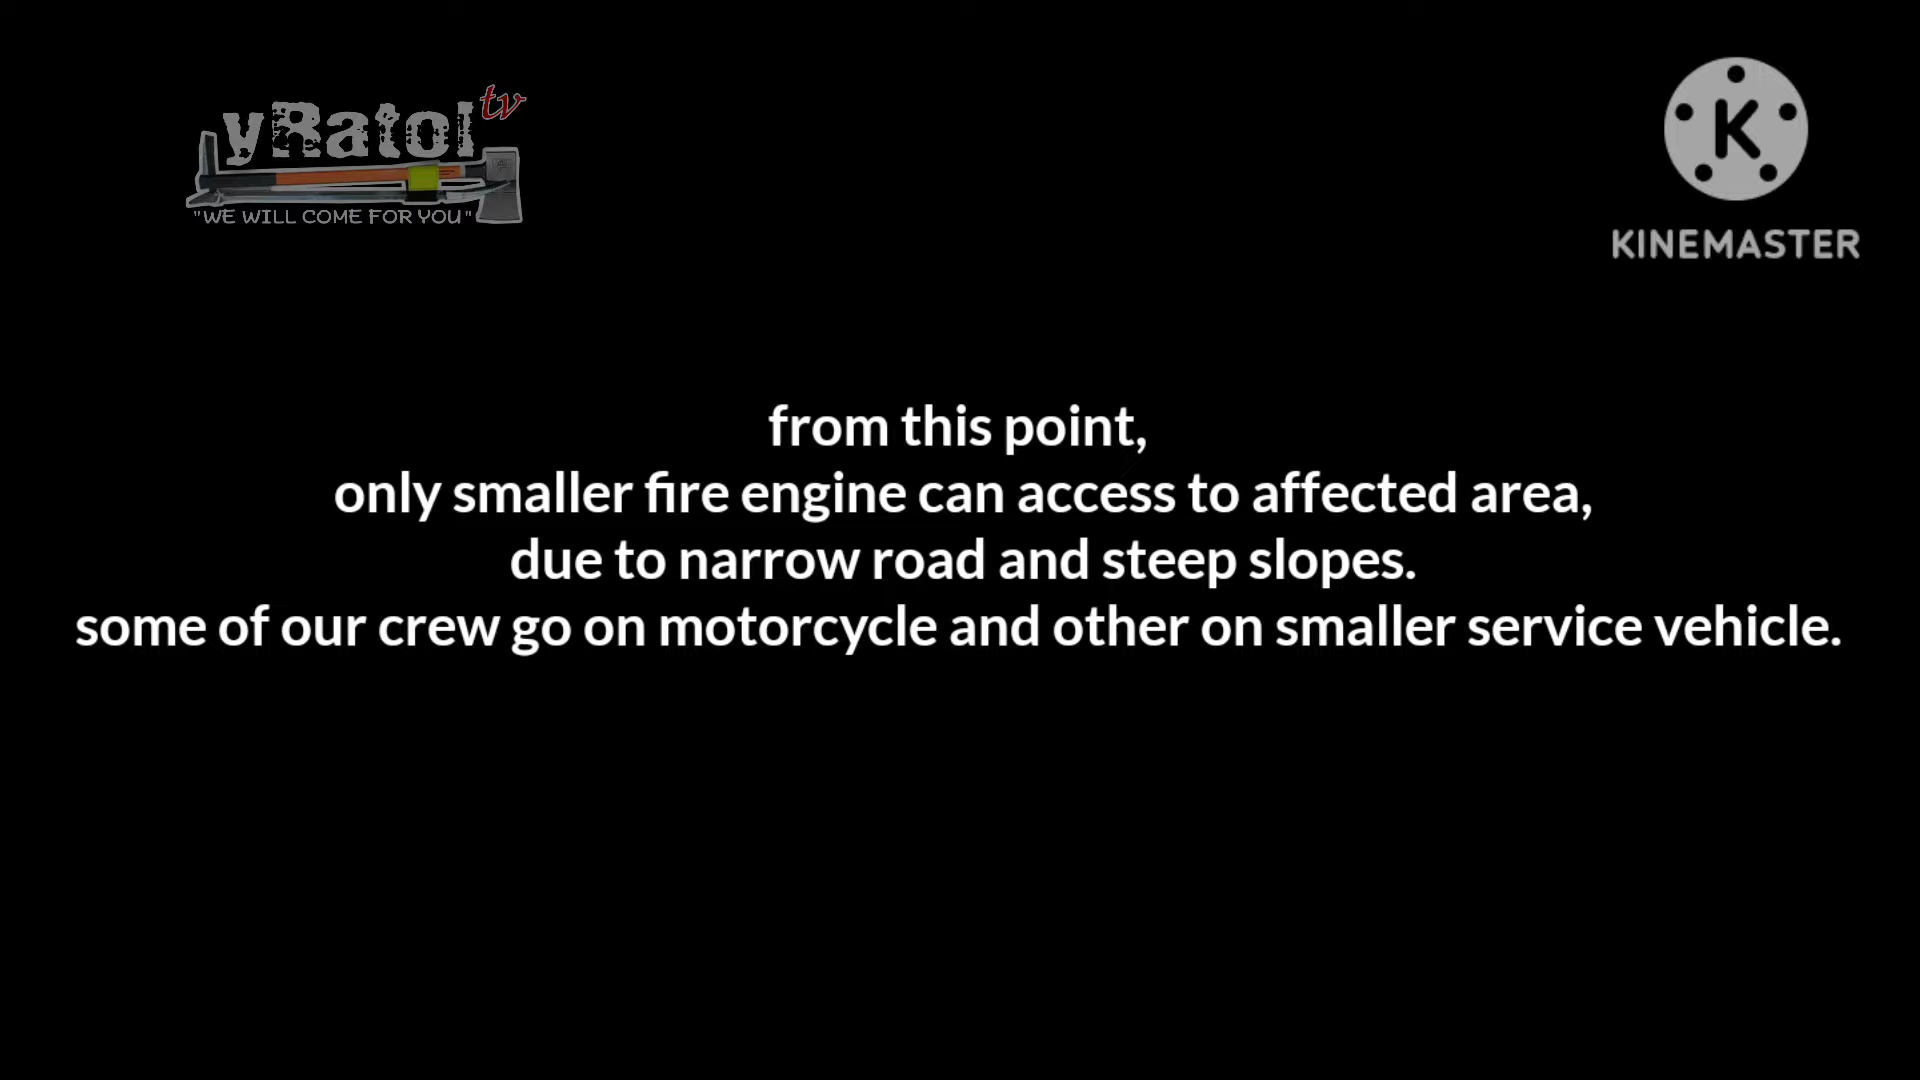 yRatol tv
"WE WILL COME FOR YOU"
K
KINEMASTER
from this point,
only smaller fire engine can access to affected area,
due to narrow road and steep slopes.
some of our crew go on motorcycle and other on smaller service vehicle.